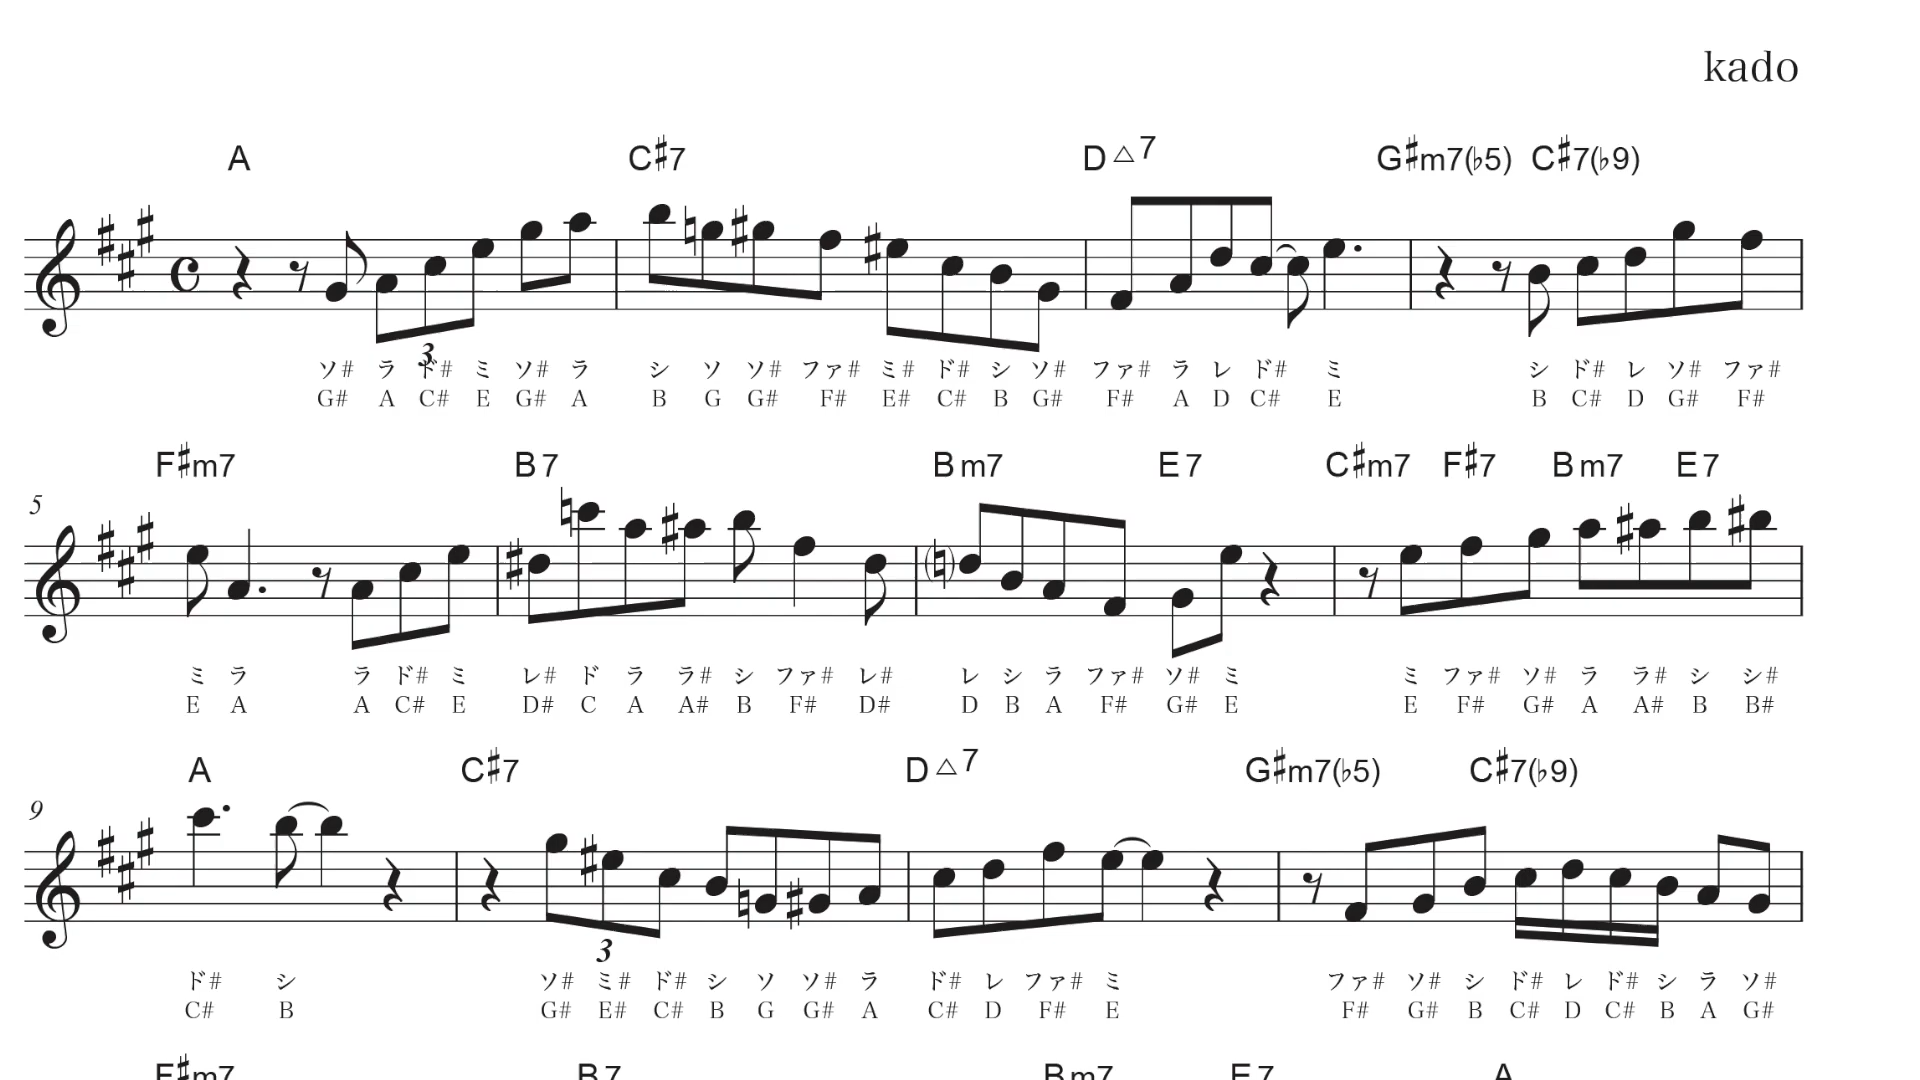 kado
A C♯7 D△7 G♯m7(♭5) C♯7(♭9)
3
ソ# ラ ド# ミ ソ# ラ シ ソ ソ# ファ# ミ# ド# シ ソ# ファ# ラ レ ド# ミ シ ド# レ ソ# ファ#
G# A C# E G# A B G G# F# E# C# B G# F# A D C# E B C# D G# F#
F♯m7 B7 Bm7 E7 C♯m7 F♯7 Bm7 E7
5
ミ ラ ラ ド# ミ レ# ド ラ ラ# シ ファ# レ# レ シ ラ ファ# ソ# ミ ミ ファ# ソ# ラ ラ# シ シ#
E A A C# E D# C A A# B F# D# D B A F# G# E E F# G# A A# B B#
A C♯7 D△7 G♯m7(♭5) C♯7(♭9)
9
3
ド# シ ソ# ミ# ド# シ ソ ソ# ラ ド# レ ファ# ミ ファ# ソ# シ ド# レ ド# シ ラ ソ#
C# B G# E# C# B G G# A C# D F# E F# G# B C# D C# B A G#
F♯m7 B7 Bm7 E7 A